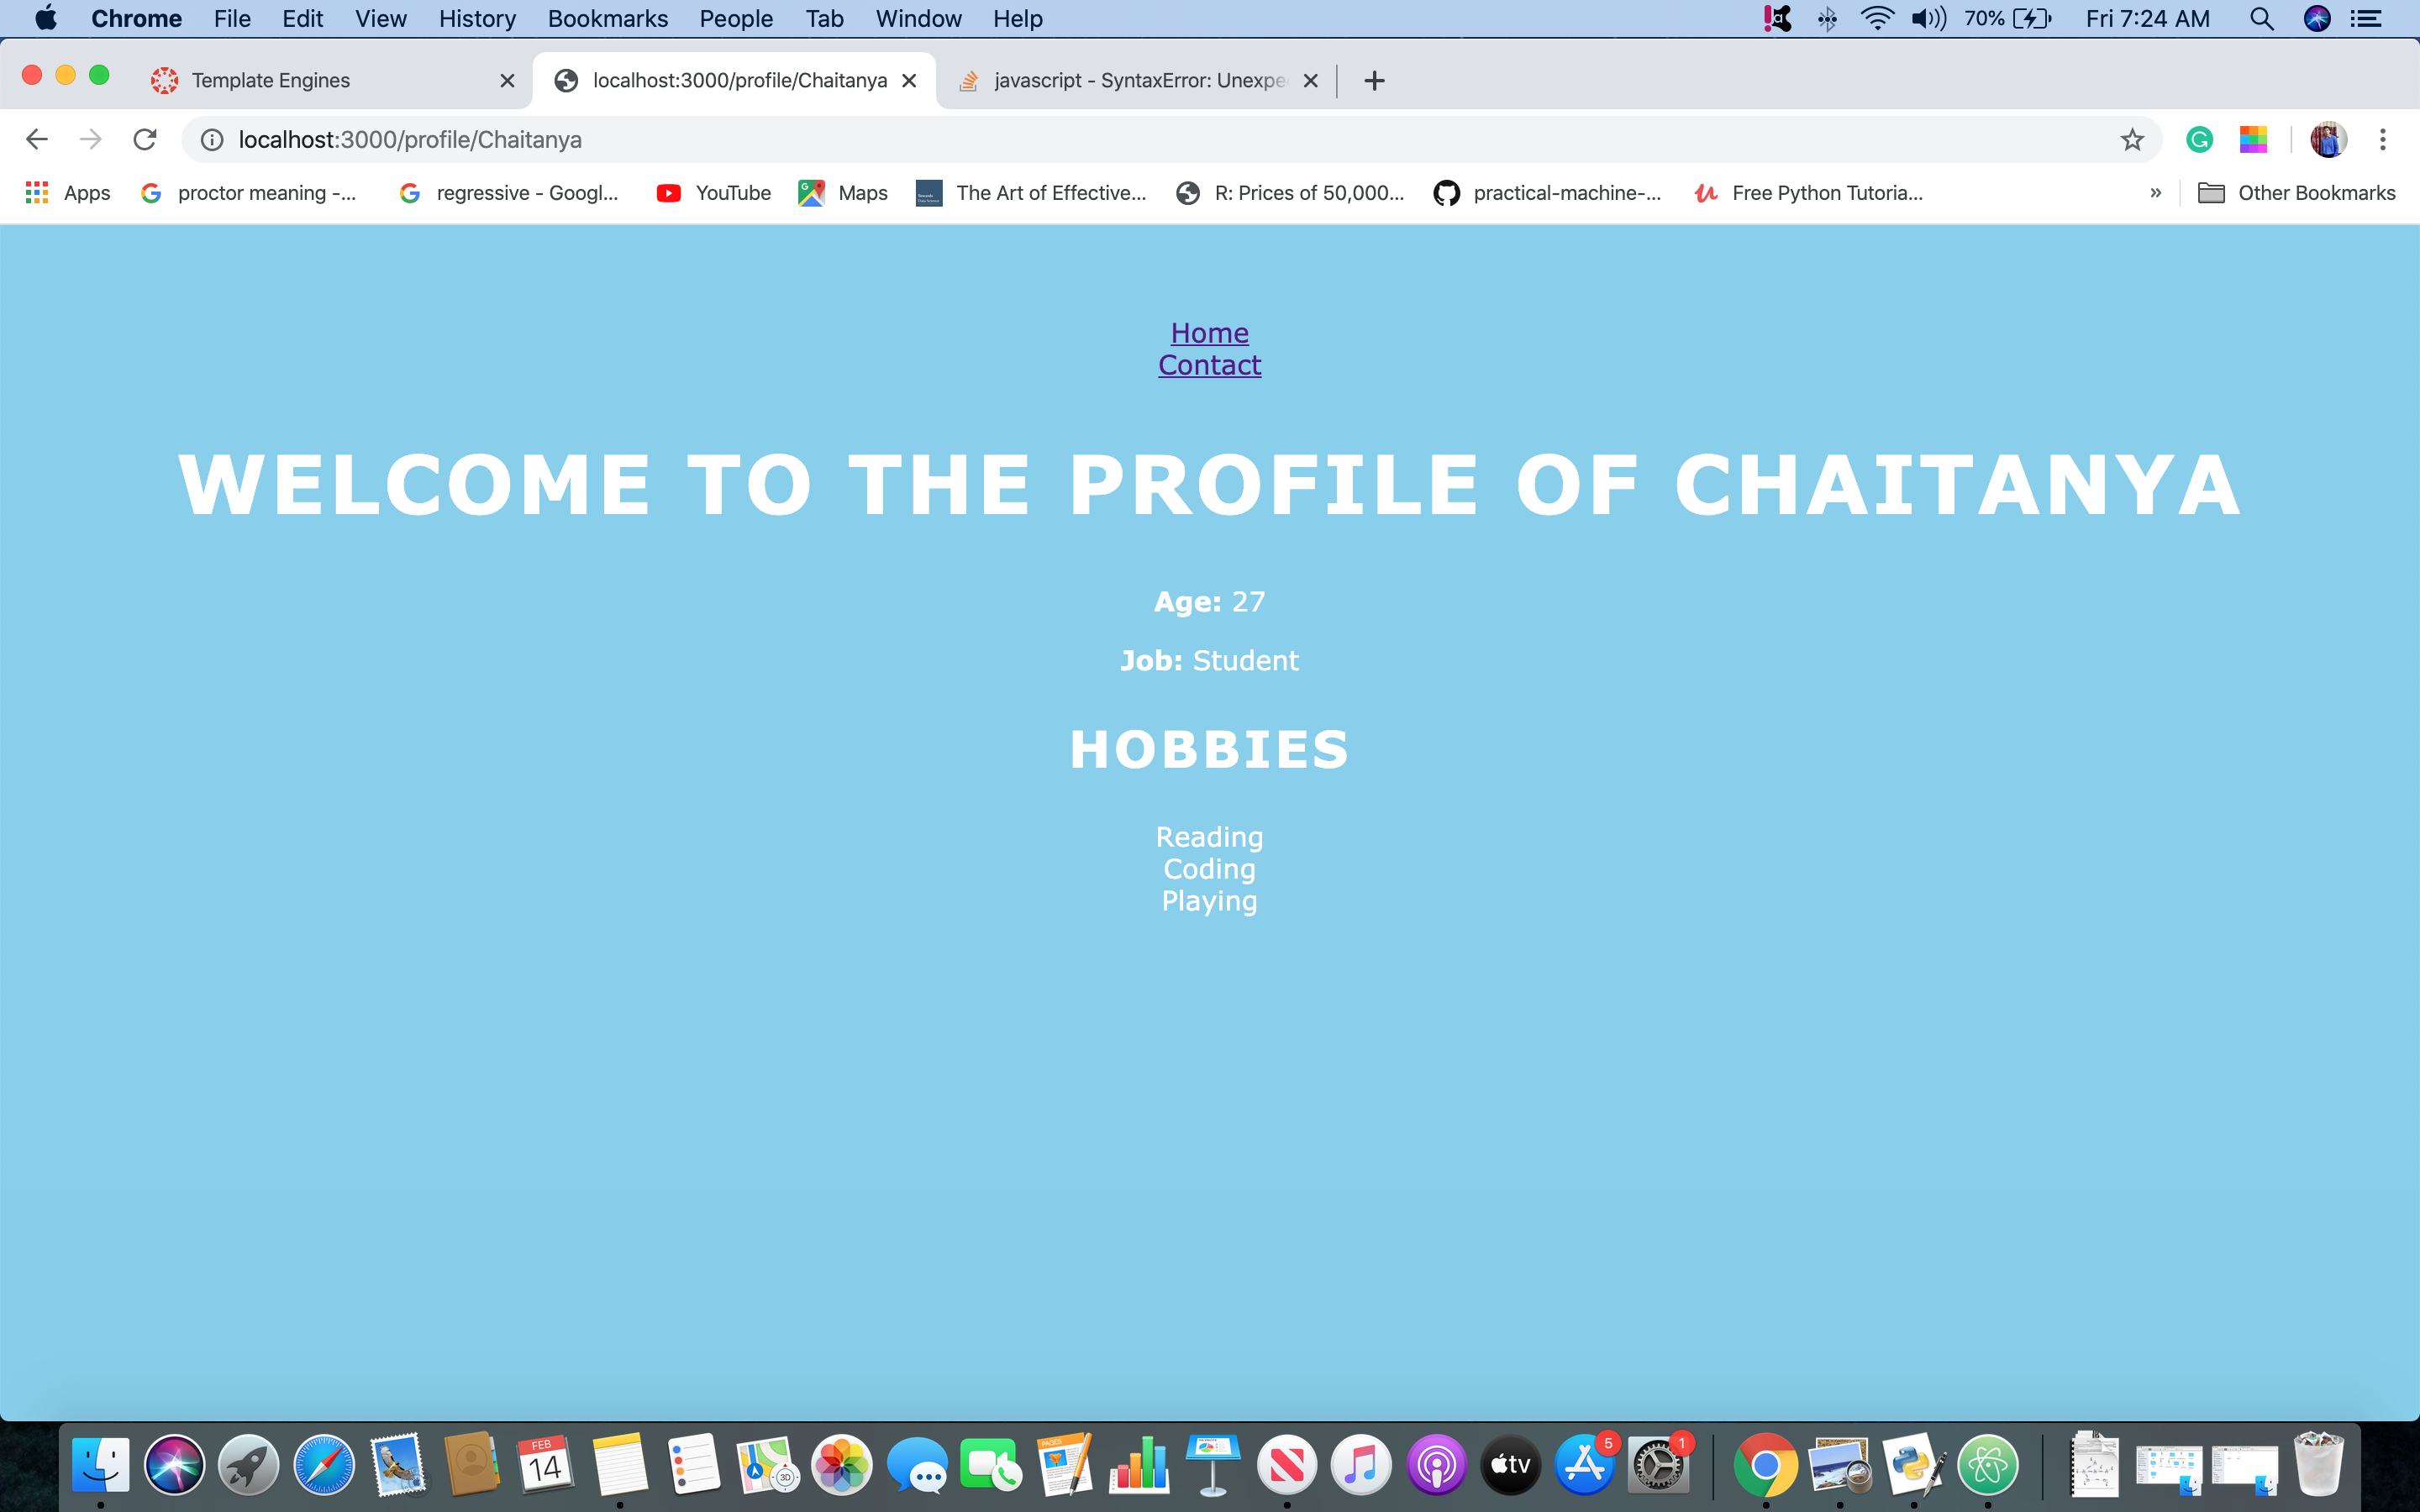 Chrome File Edit View History Bookmarks People Tab Window Help 70% Fri 7:24 AM
Template Engines localhost:3000/profile/Chaitanya javascript - SyntaxError: Unexpe
localhost:3000/profile/Chaitanya
Apps proctor meaning -... regressive - Googl... YouTube Maps The Art of Effective... R: Prices of 50,000... practical-machine-... Free Python Tutoria... » Other Bookmarks
Home
Contact
WELCOME TO THE PROFILE OF CHAITANYA
Age: 27
Job: Student
HOBBIES
Reading
Coding
Playing
FEB
14
3D
PAGES
tv
5
1